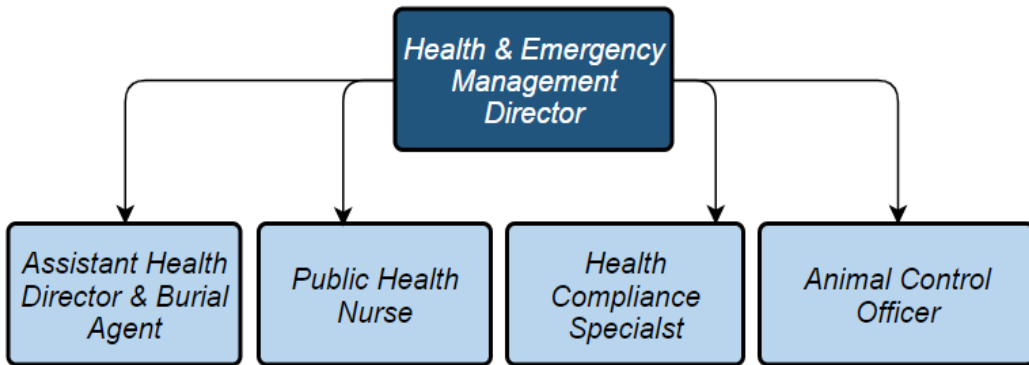 Health & Emergency
Management
Director
Assistant Health
Director & Burial
Agent
Public Health
Nurse
Health
Compliance
Specialst
Animal Control
Officer